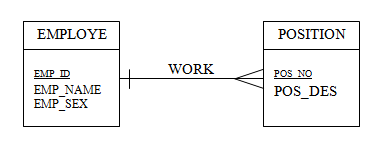 EMPLOYE
POSITION
WORK
EMP_ID
EMP_NAME
EMP_SEX
POS_NO
POS_DES